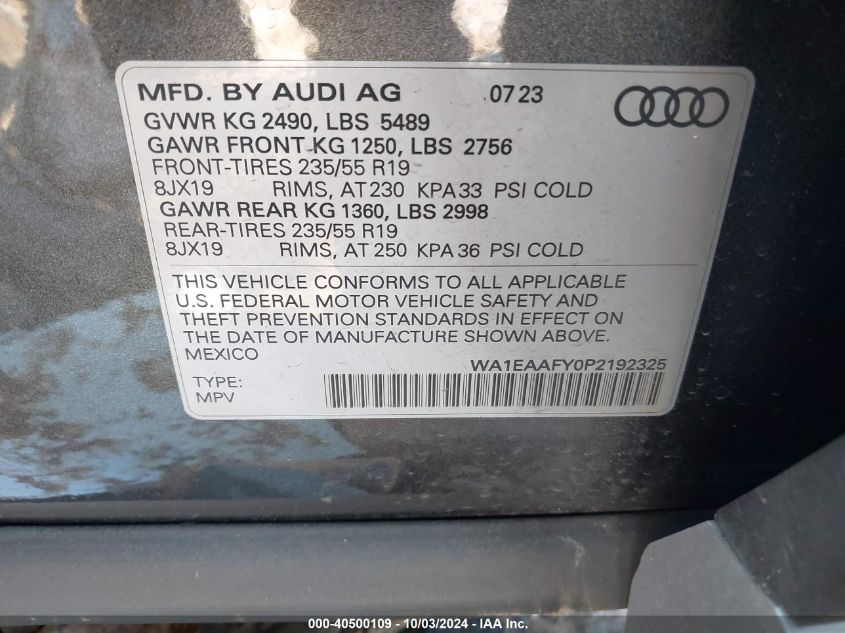 MFD. BY AUDI AG 07 23
GVWR KG 2490, LBS 5489
GAWR FRONT KG 1250, LBS 2756
FRONT-TIRES 235/55 R19
8JX19 RIMS, AT 230 KPA 33 PSI COLD
GAWR REAR KG 1360, LBS 2998
REAR-TIRES 235/55 R19
8JX19 RIMS, AT 250 KPA 36 PSI COLD
THIS VEHICLE CONFORMS TO ALL APPLICABLE
U.S. FEDERAL MOTOR VEHICLE SAFETY AND
THEFT PREVENTION STANDARDS IN EFFECT ON
THE DATE OF MANUFACTURE SHOWN ABOVE.
MEXICO
WA1EAAFY0P2192325
TYPE:
MPV
000-40500109 - 10/03/2024 - IAA Inc.